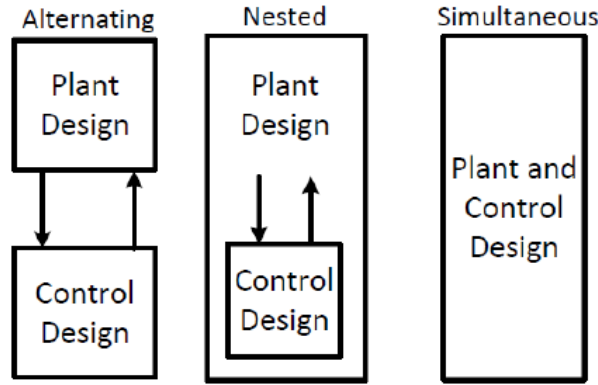 Alternating
Nested
Simultaneous
Plant
Design
Control
Design
Plant
Design
Control
Design
Plant and
Control
Design